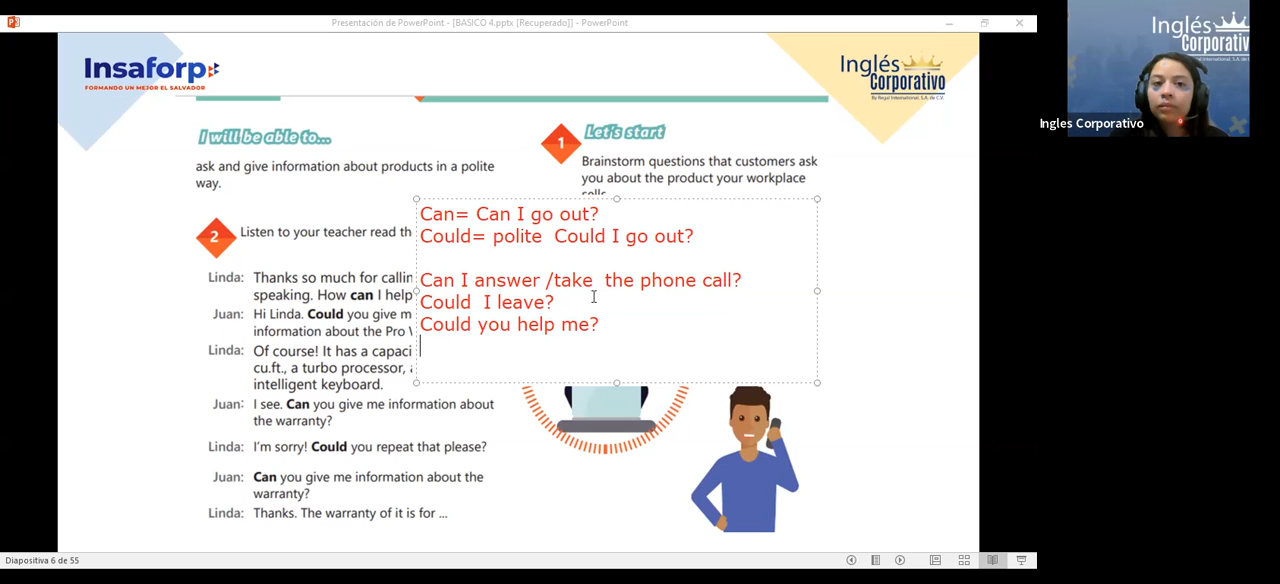 Presentación de PowerPoint - [BASICO 4.pptx [Recuperado]] - PowerPoint
Insaforp
FORMANDO UN MEJOR EL SALVADOR
Inglés
Corporativo
By Royal International, S.A. de C.V.
I will be able to...
ask and give information about products in a polite
way.
1
Let's start
Brainstorm questions that customers ask
you about the product your workplace
sells
2
Listen to your teacher read th
Can= Can I go out?
Could= polite Could I go out?
Can I answer /take the phone call?
Could I leave?
Could you help me?
Linda: Thanks so much for callin
speaking. How can I help
Juan: Hi Linda. Could you give m
information about the Pro
Linda: Of course! It has a capaci
cu.ft., a turbo processor,
intelligent keyboard.
Juan: I see. Can you give me information about
the warranty?
Linda: I'm sorry! Could you repeat that please?
Juan: Can you give me information about the
warranty?
Linda: Thanks. The warranty of it is for ...
Diapositiva 6 de 55
Inglés
Corporativo
Ingles Corporativo